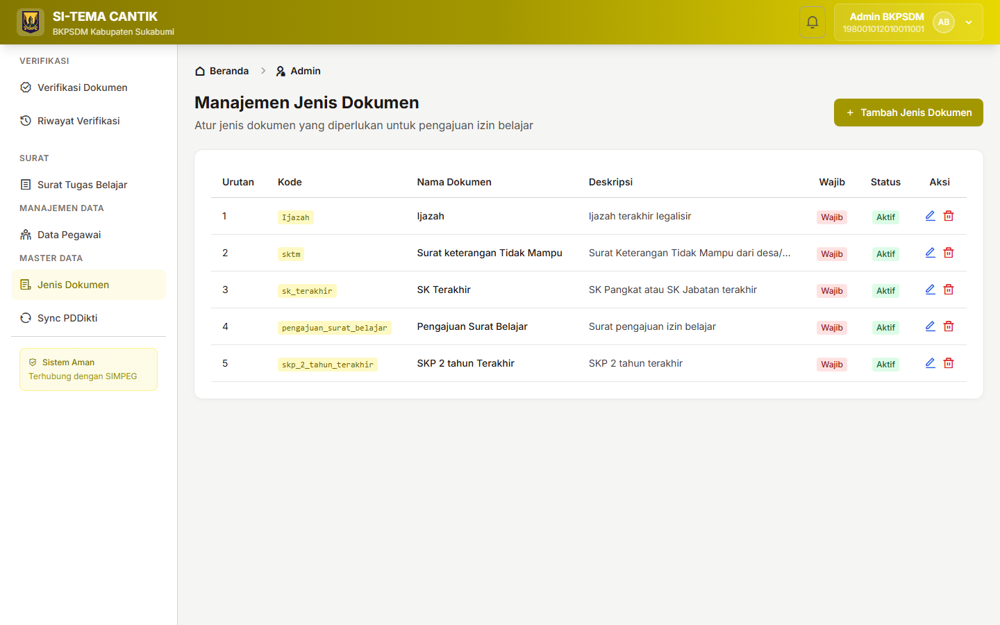 SI-TEMA CANTIK
BKPSDM Kabupaten Sukabumi
Admin BKPSDM
198001012010011001
AB
VERIFIKASI
Verifikasi Dokumen
Riwayat Verifikasi
SURAT
Surat Tugas Belajar
MANAJEMEN DATA
Data Pegawai
MASTER DATA
Jenis Dokumen
Sync PDDikti
Sistem Aman
Terhubung dengan SIMPEG
Beranda > Admin
Manajemen Jenis Dokumen
Atur jenis dokumen yang diperlukan untuk pengajuan izin belajar
+ Tambah Jenis Dokumen
Urutan Kode Nama Dokumen Deskripsi Wajib Status Aksi
1 Ijazah Ijazah Ijazah terakhir legalisir Wajib Aktif
2 sktm Surat keterangan Tidak Mampu Surat Keterangan Tidak Mampu dari desa/... Wajib Aktif
3 sk_terakhir SK Terakhir SK Pangkat atau SK Jabatan terakhir Wajib Aktif
4 pengajuan_surat_belajar Pengajuan Surat Belajar Surat pengajuan izin belajar Wajib Aktif
5 skp_2_tahun_terakhir SKP 2 tahun Terakhir SKP 2 tahun terakhir Wajib Aktif